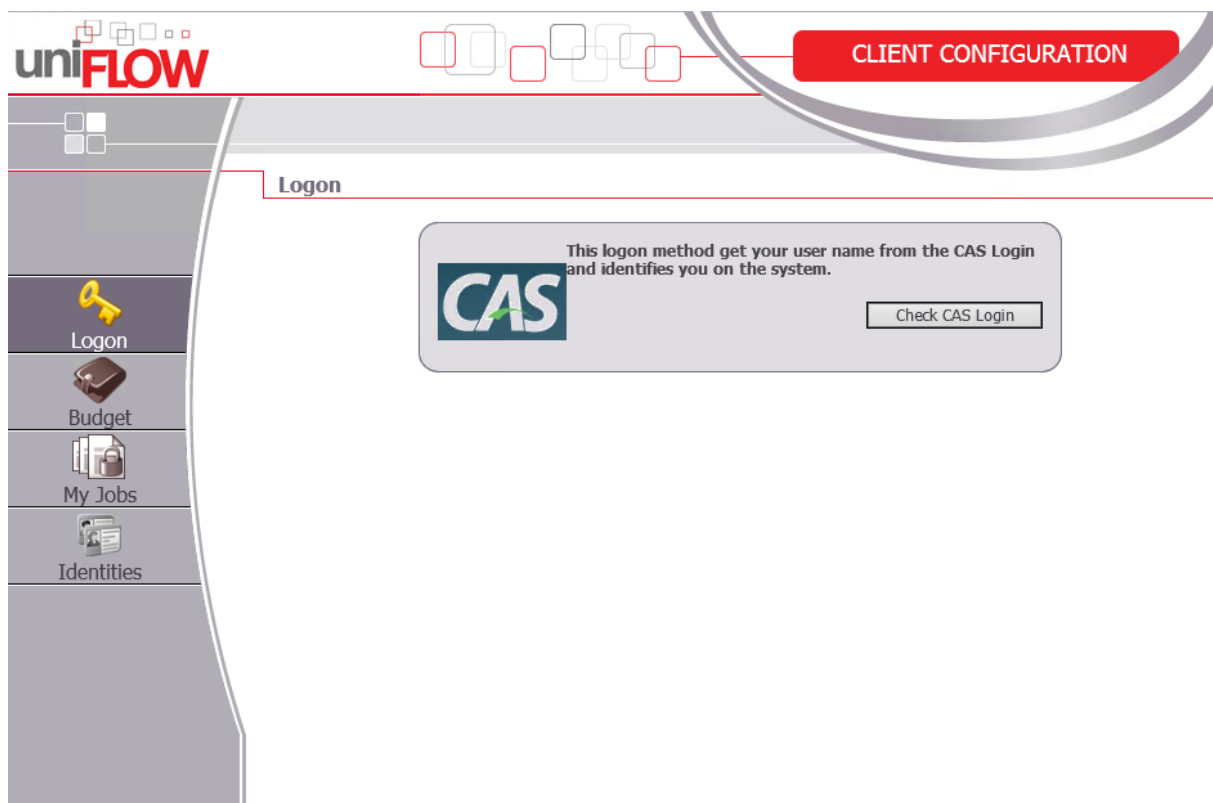 uniFLOW
CLIENT CONFIGURATION
Logon
This logon method get your user name from the CAS Login
and identifies you on the system.
CAS
Check CAS Login
Logon
Budget
My Jobs
Identities